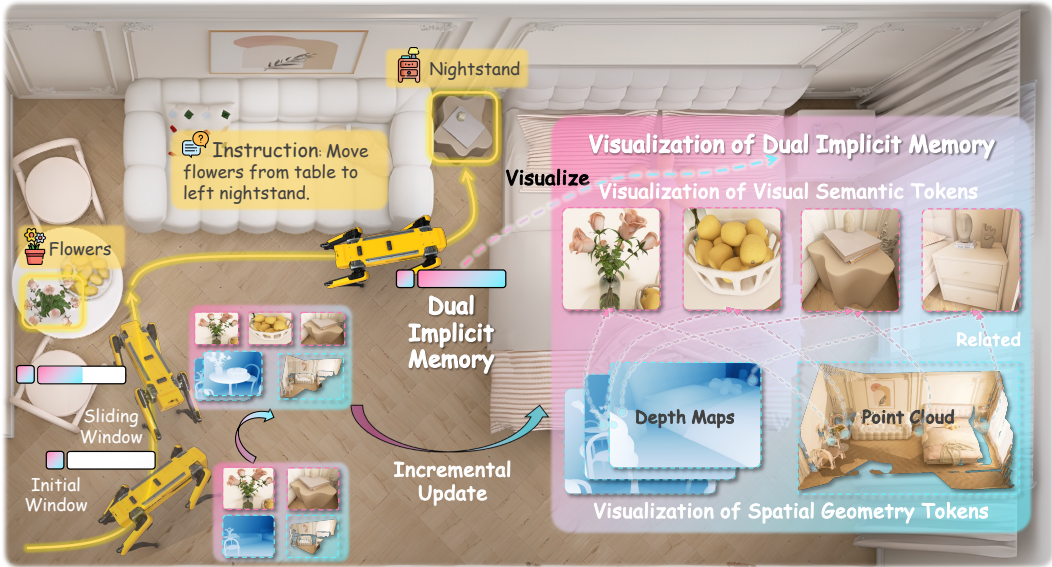 Nightstand
Instruction: Move
flowers from table to
left nightstand.
Flowers
Visualize
Dual
Implicit
Memory
Sliding
Window
Initial
Window
Incremental
Update
Visualization of Dual Implicit Memory
Visualization of Visual Semantic Tokens
Related
Depth Maps
Point Cloud
Visualization of Spatial Geometry Tokens